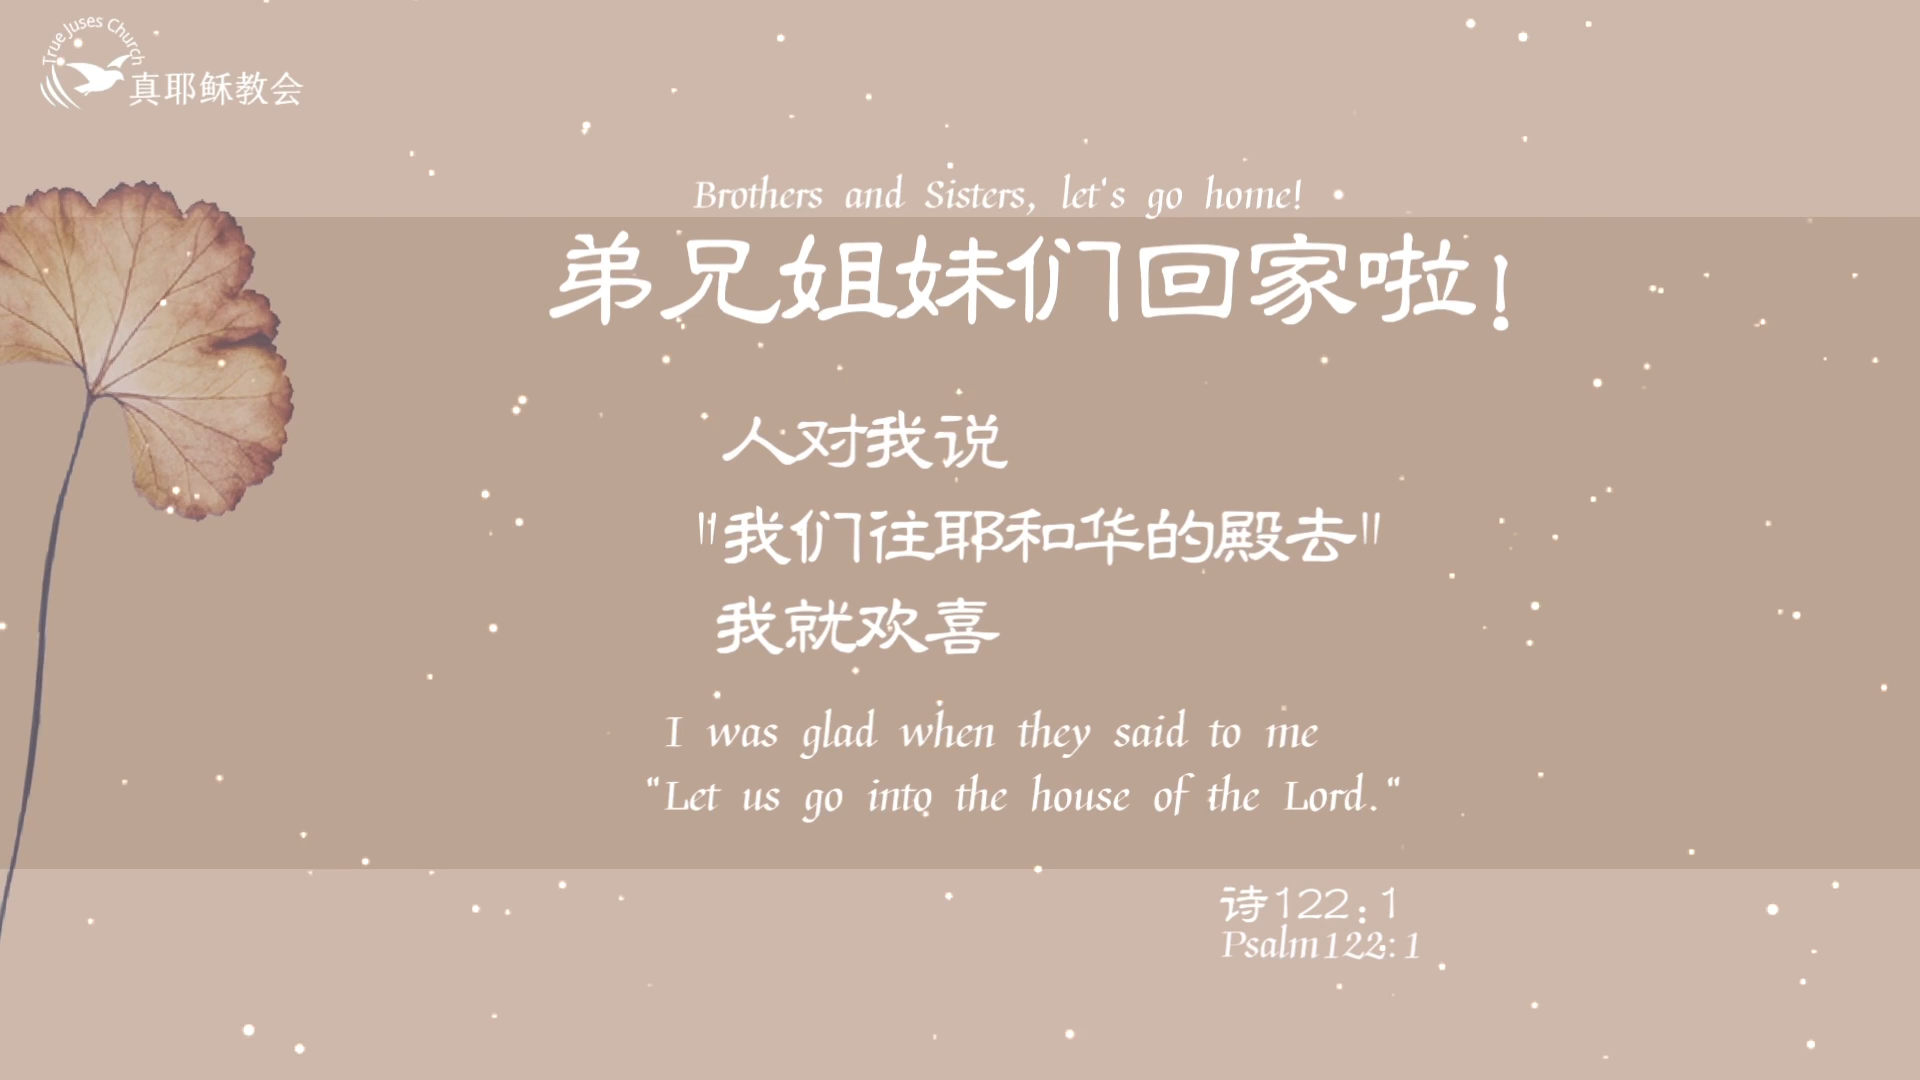 True Juses Church
真耶稣教会
Brothers and Sisters, let's go home!
弟兄姐妹们回家啦!
人对我说
"我们往耶和华的殿去"
我就欢喜
I was glad when they said to me
"Let us go into the house of the Lord."
诗122:1
Psalm122:1